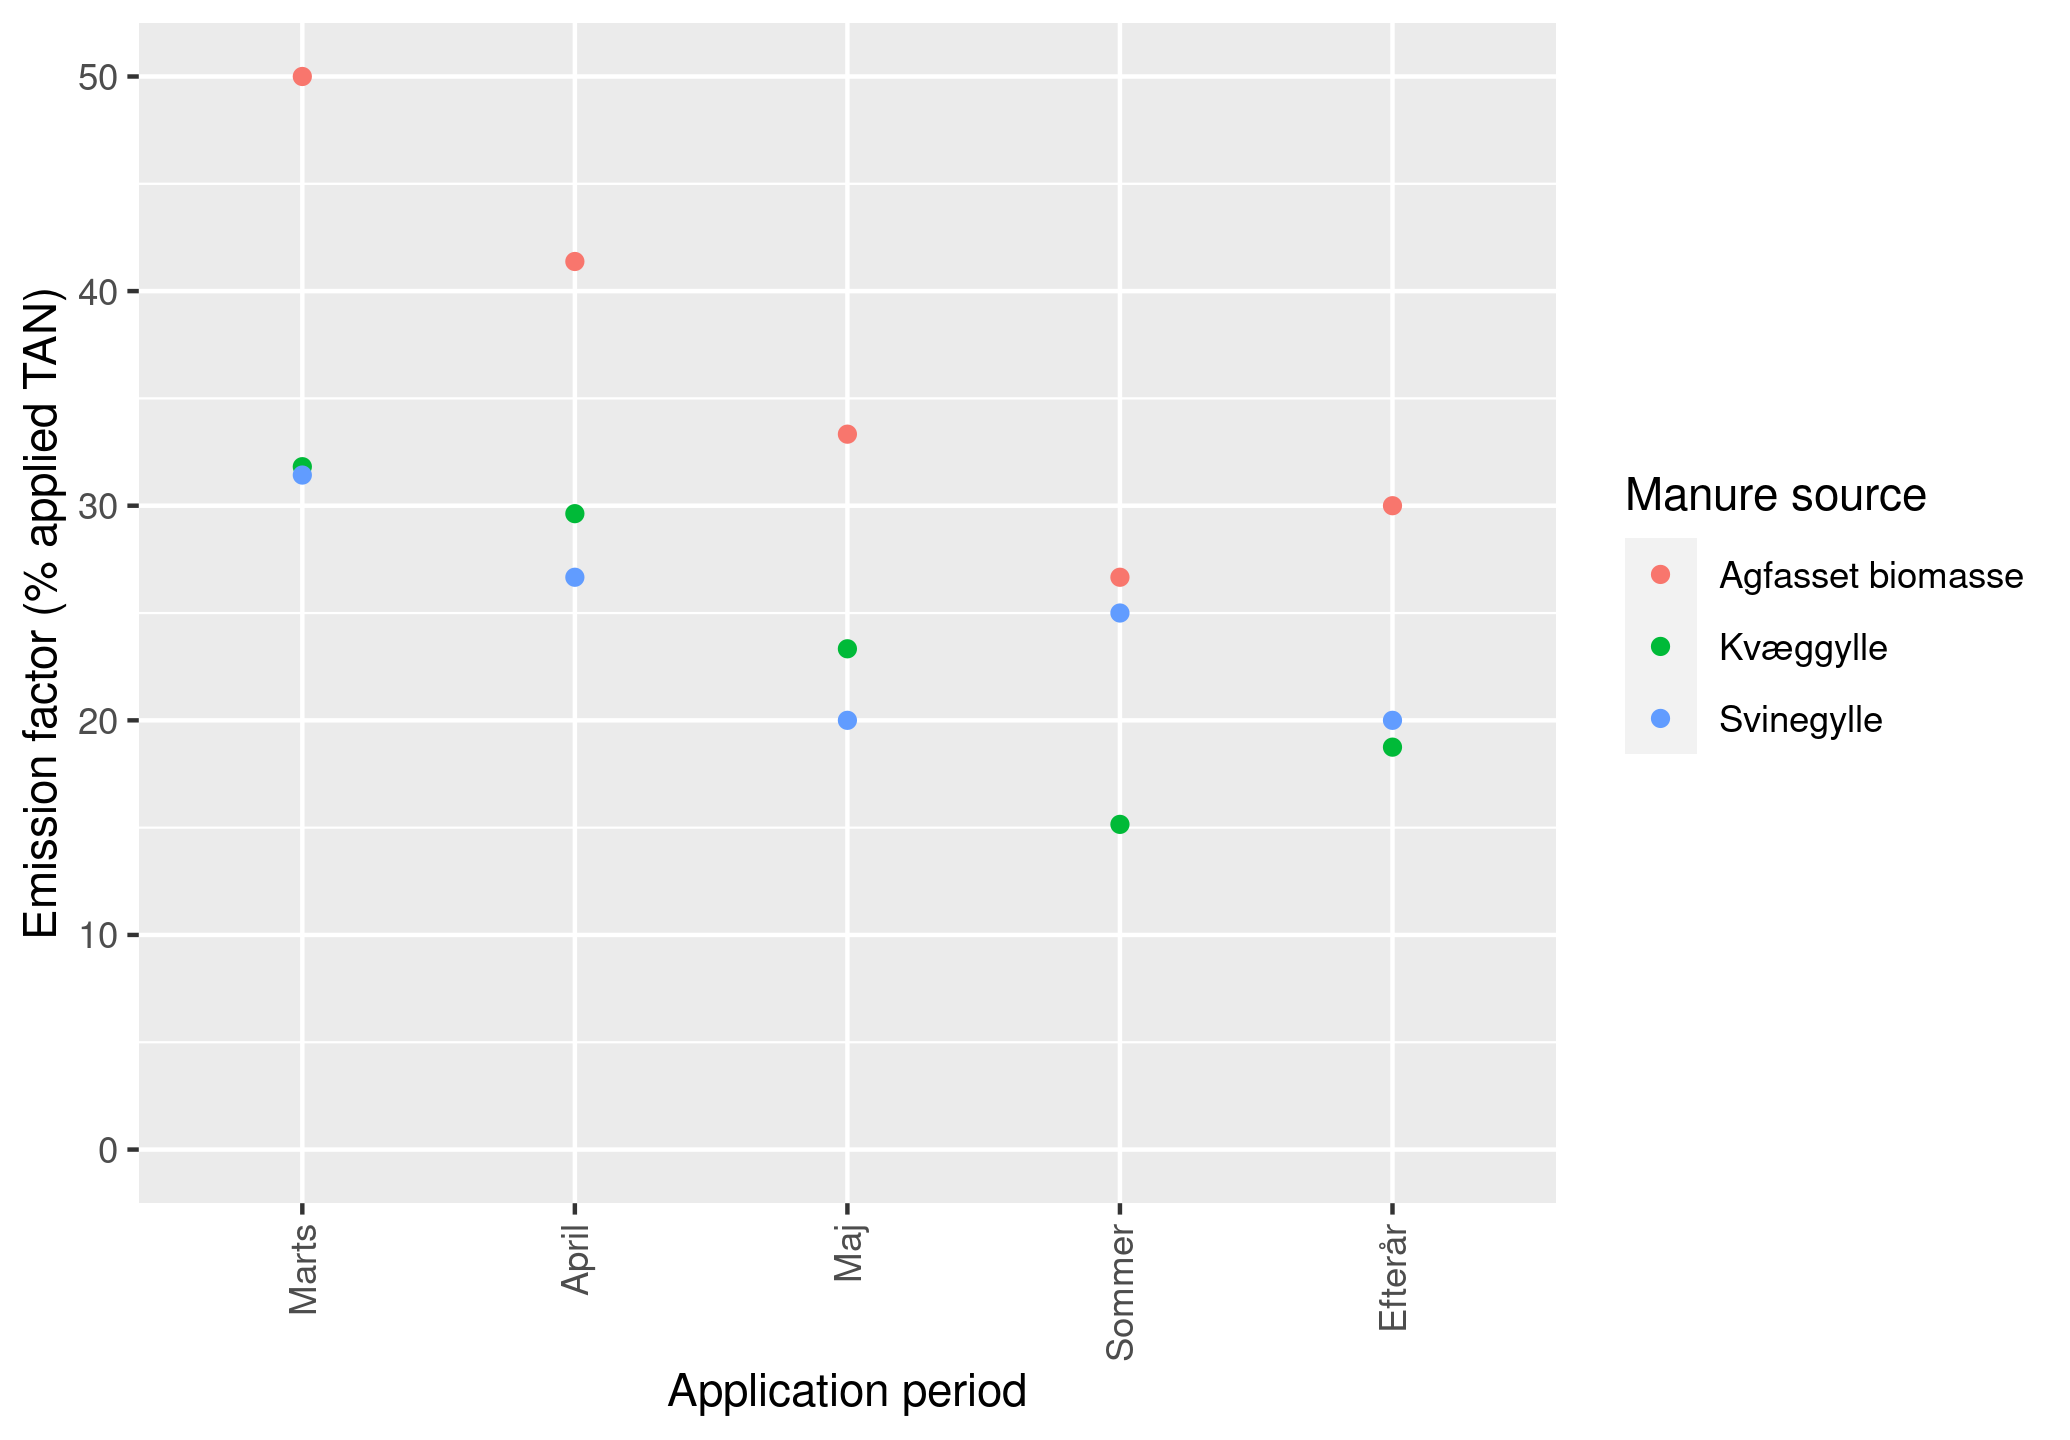 50
40
30
20
10
0
Emission factor (% applied TAN)
Marts
April
Maj
Sommer
Efterår
Application period
Manure source
Agfasset biomasse
Kvæggylle
Svinegylle